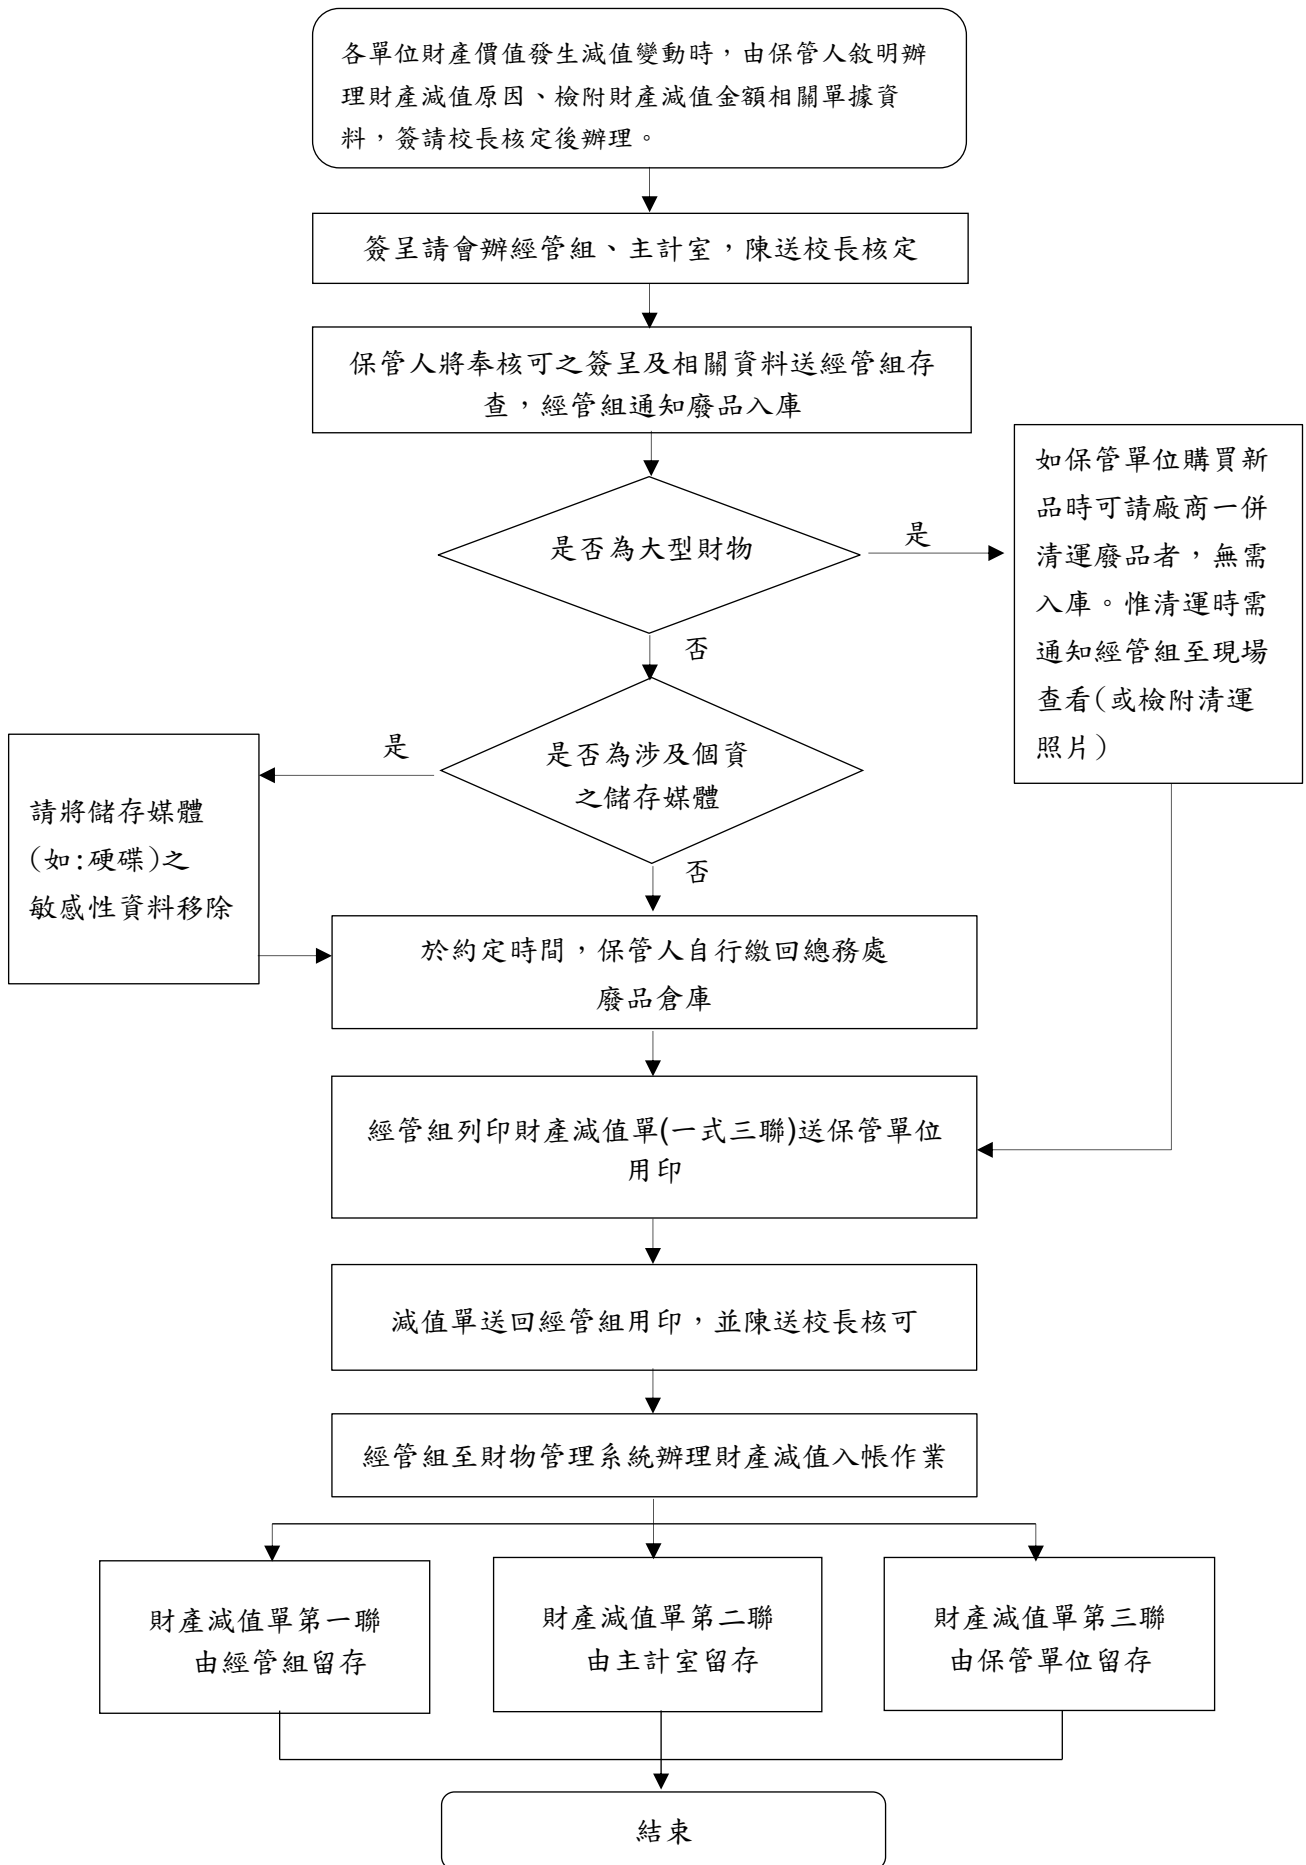 各單位財產價值發生減值變動時，由保管人敘明辦
理財產減值原因、檢附財產減值金額相關單據資
料，簽請校長核定後辦理。
簽呈請會辦經管組、主計室，陳送校長核定
保管人將奉核可之簽呈及相關資料送經管組存
查，經管組通知廢品入庫
是否為大型財物
是
如保管單位購買新
品時可請廠商一併
清運廢品者，無需
入庫。惟清運時需
通知經管組至現場
查看(或檢附清運
照片)
否
是否為涉及個資
之儲存媒體
是
請將儲存媒體
(如:硬碟)之
敏感性資料移除
否
於約定時間，保管人自行繳回總務處
廢品倉庫
經管組列印財產減值單(一式三聯)送保管單位
用印
減值單送回經管組用印，並陳送校長核可
經管組至財物管理系統辦理財產減值入帳作業
財產減值單第一聯
由經管組留存
財產減值單第二聯
由主計室留存
財產減值單第三聯
由保管單位留存
結束